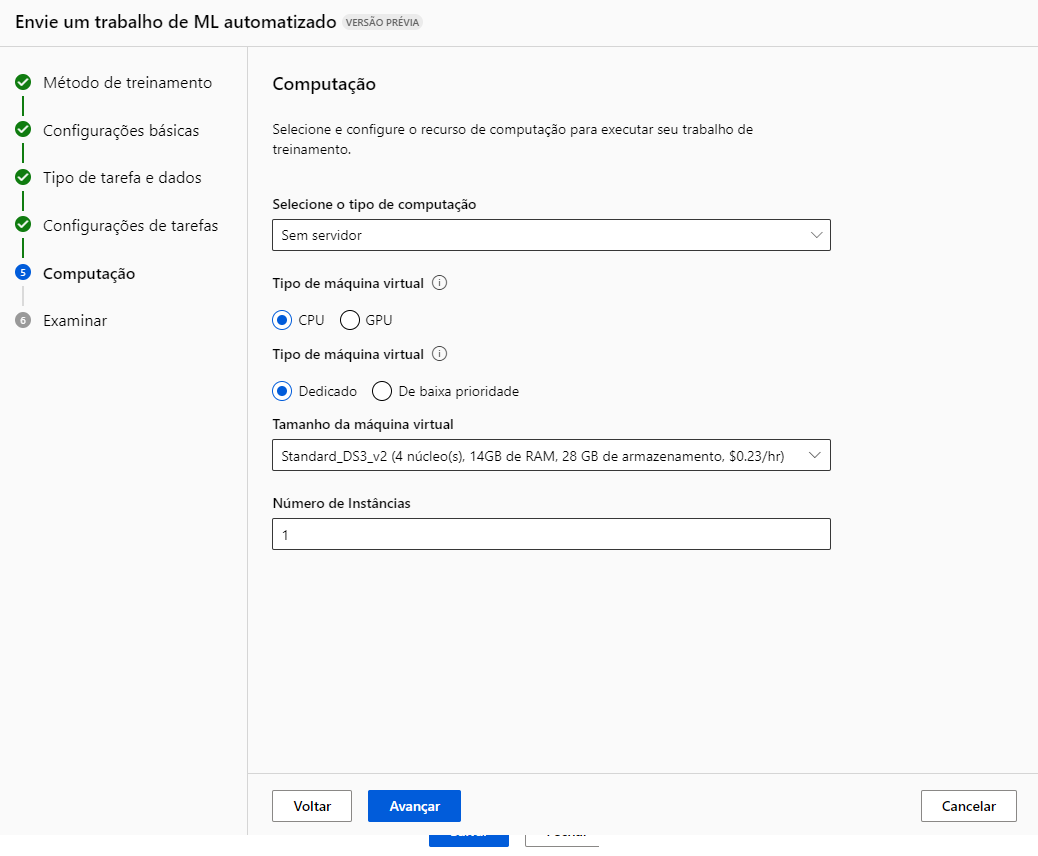 Envie um trabalho de ML automatizado VERSÃO PRÉVIA
Método de treinamento
Configurações básicas
Tipo de tarefa e dados
Configurações de tarefas
5 Computação
6 Examinar
Computação
Selecione e configure o recurso de computação para executar seu trabalho de
treinamento.
Selecione o tipo de computação
Sem servidor
Tipo de máquina virtual
CPU GPU
Tipo de máquina virtual
Dedicado De baixa prioridade
Tamanho da máquina virtual
Standard_DS3_v2 (4 núcleo(s), 14GB de RAM, 28 GB de armazenamento, $0.23/hr)
Número de Instâncias
1
Voltar Avançar Cancelar